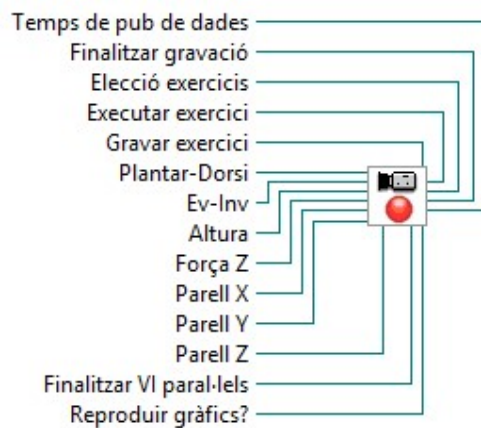 Temps de pub de dades
Finalitzar gravació
Elecció exercicis
Executar exercici
Gravar exercici
Plantar-Dorsi
Ev-Inv
Altura
Força Z
Parell X
Parell Y
Parell Z
Finalitzar VI paral·lels
Reproduir gràfics?